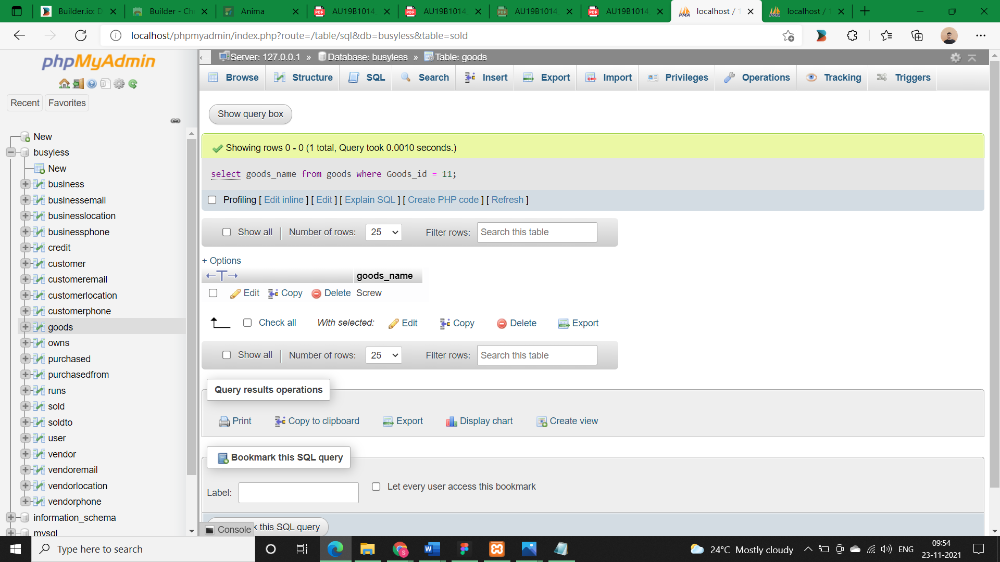 Builder.io: D
Builder - Ch
Anima
AU19B1014_
AU19B1014_
AU19B1014_
AU19B1014_
localhost / 1
localhost / 1
localhost/phpmyadmin/index.php?route=/table/sql&db=busyless&table=sold
phpMyAdmin
Recent
Favorites
New
busyless
New
business
businessemail
businesslocation
businessphone
credit
customer
customeremail
customerlocation
customerphone
goods
owns
purchased
purchasedfrom
runs
sold
soldto
user
vendor
vendoremail
vendorlocation
vendorphone
information_schema
mysql
Server: 127.0.0.1 » Database: busyless » Table: goods
Browse
Structure
SQL
Search
Insert
Export
Import
Privileges
Operations
Tracking
Triggers
Show query box
Showing rows 0 - 0 (1 total, Query took 0.0010 seconds.)
select goods_name from goods where Goods_id = 11;
Profiling [ Edit inline ] [ Edit ] [ Explain SQL ] [ Create PHP code ] [ Refresh ]
Show all
Number of rows: 25
Filter rows: Search this table
+ Options
←T→ goods_name
Edit Copy Delete Screw
Check all With selected: Edit Copy Delete Export
Show all
Number of rows: 25
Filter rows: Search this table
Query results operations
Print Copy to clipboard Export Display chart Create view
Bookmark this SQL query
Label:
Let every user access this bookmark
Console
k this SQL query
Type here to search
24°C Mostly cloudy
ENG
09:54
23-11-2021